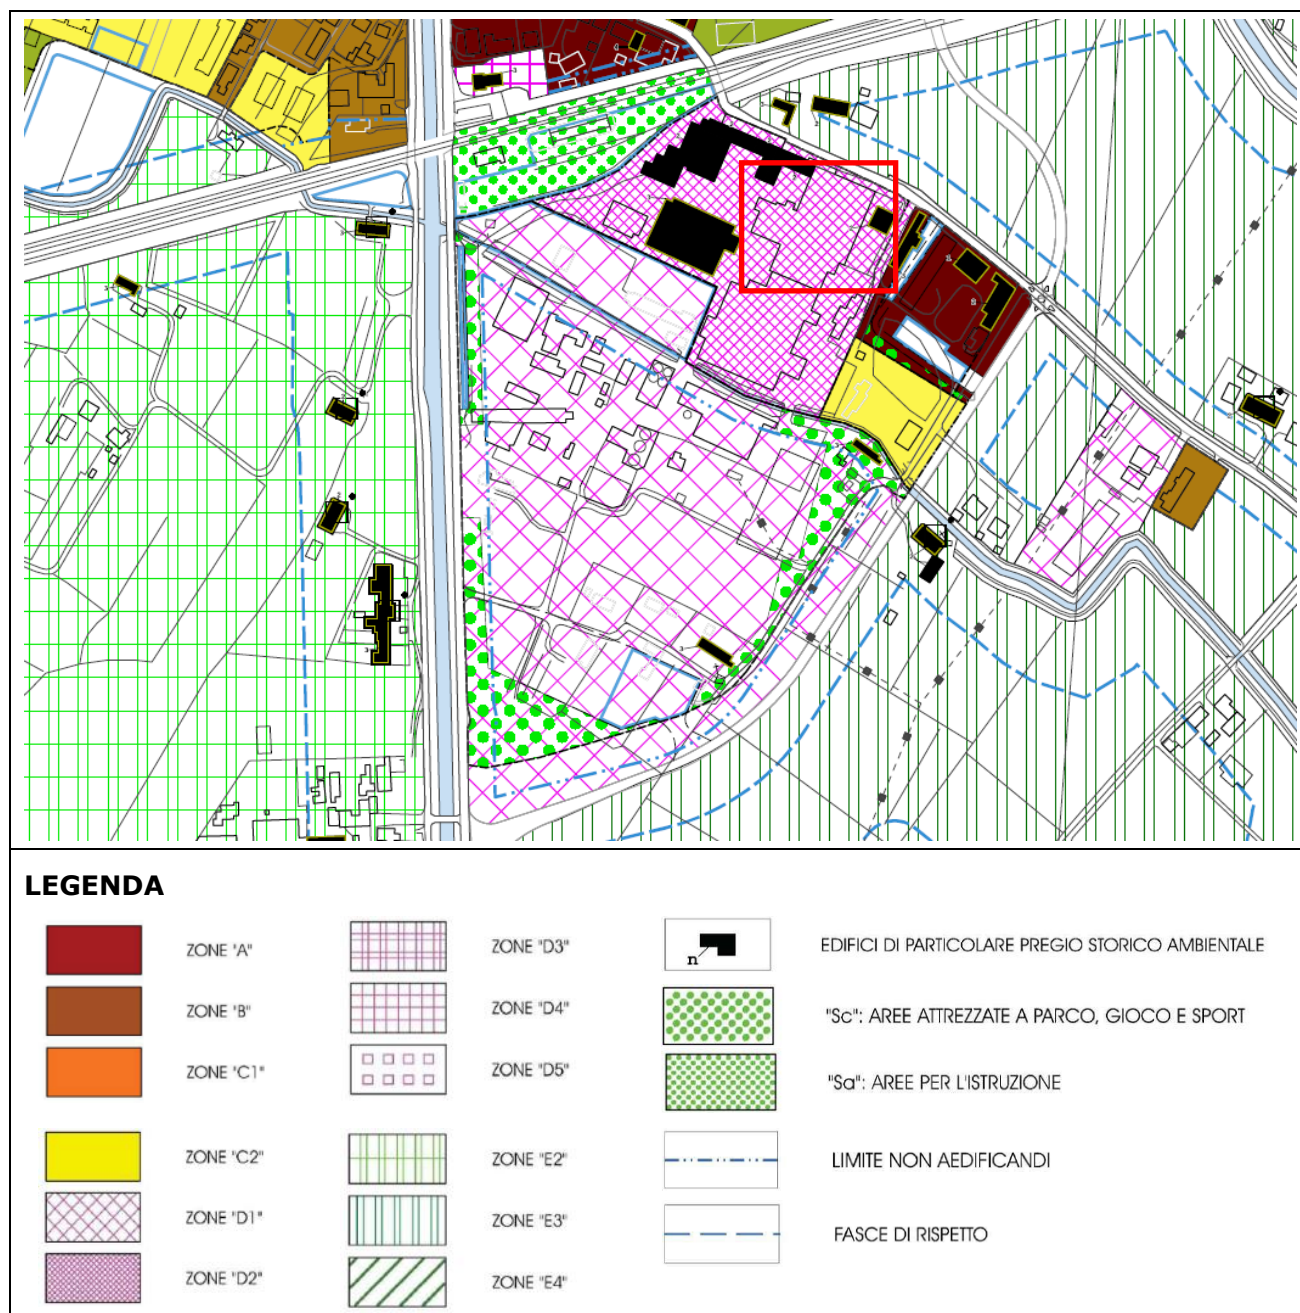 LEGENDA
ZONE "A"
ZONE "B"
ZONE "C1"
ZONE "C2"
ZONE "D1"
ZONE "D2"
ZONE "D3"
ZONE "D4"
ZONE "D5"
ZONE "E2"
ZONE "E3"
ZONE "E4"
n
EDIFICI DI PARTICOLARE PREGIO STORICO AMBIENTALE
"Sc": AREE ATTREZZATE A PARCO, GIOCO E SPORT
"Sa": AREE PER L'ISTRUZIONE
LIMITE NON AEDIFICANDI
FASCE DI RISPETTO